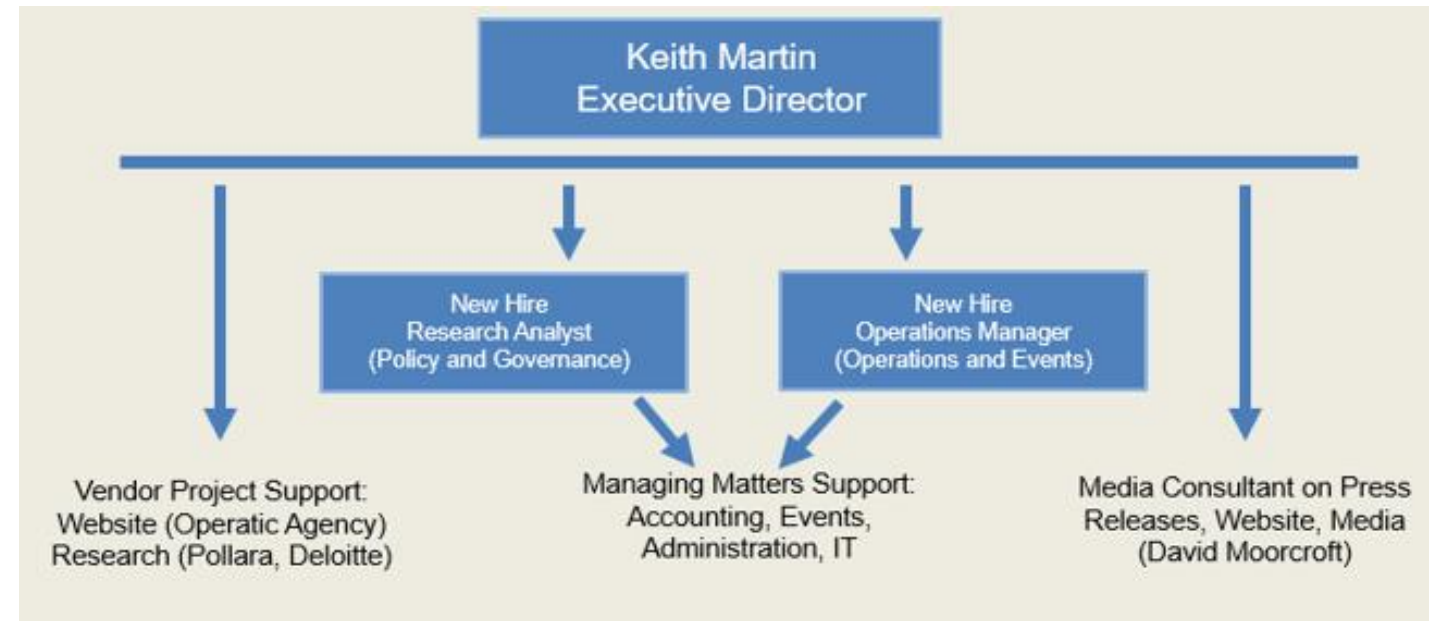 Keith Martin
Executive Director
New Hire
Research Analyst
(Policy and Governance)
New Hire
Operations Manager
(Operations and Events)
Vendor Project Support:
Website (Operatic Agency)
Research (Pollara, Deloitte)
Managing Matters Support:
Accounting, Events,
Administration, IT
Media Consultant on Press
Releases, Website, Media
(David Moorcroft)